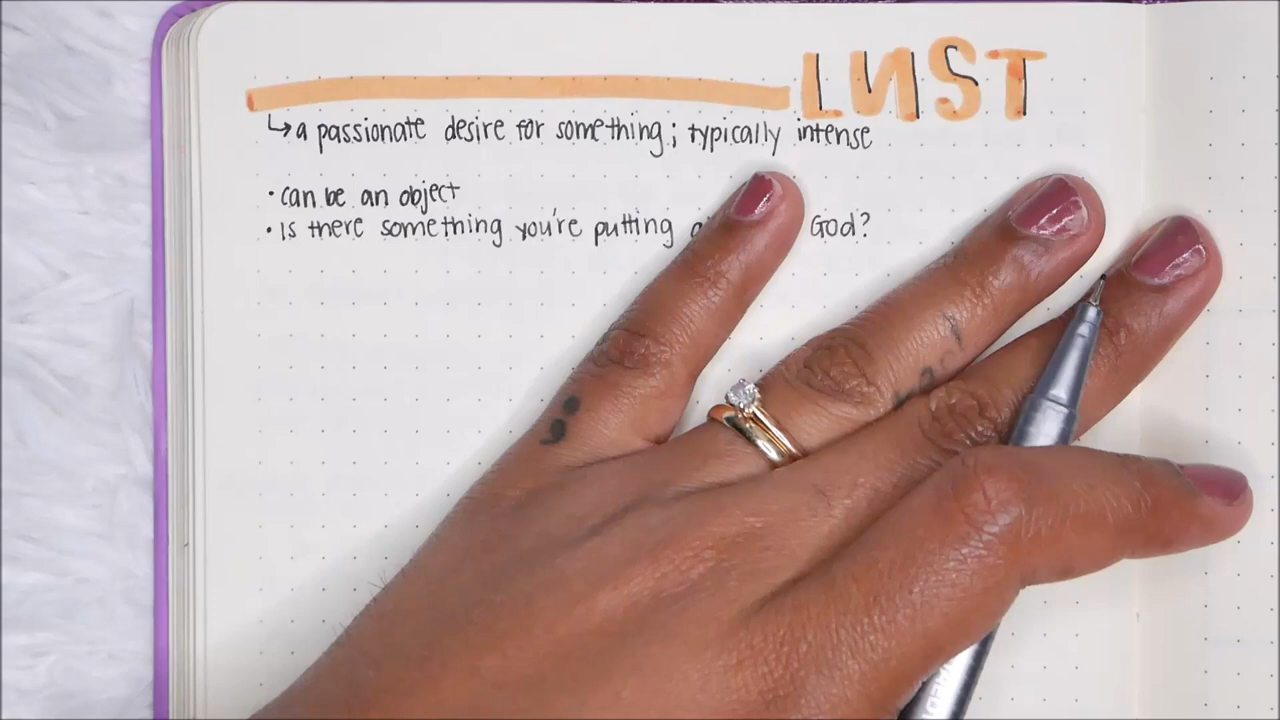 LUST
↳ a passionate desire for something; typically intense
• can be an object
• Is there something you're putting God?